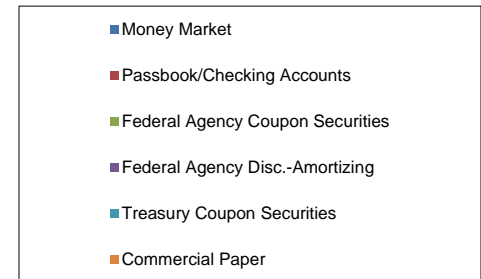 Money Market
Passbook/Checking Accounts
Federal Agency Coupon Securities
Federal Agency Disc.-Amortizing
Treasury Coupon Securities
Commercial Paper